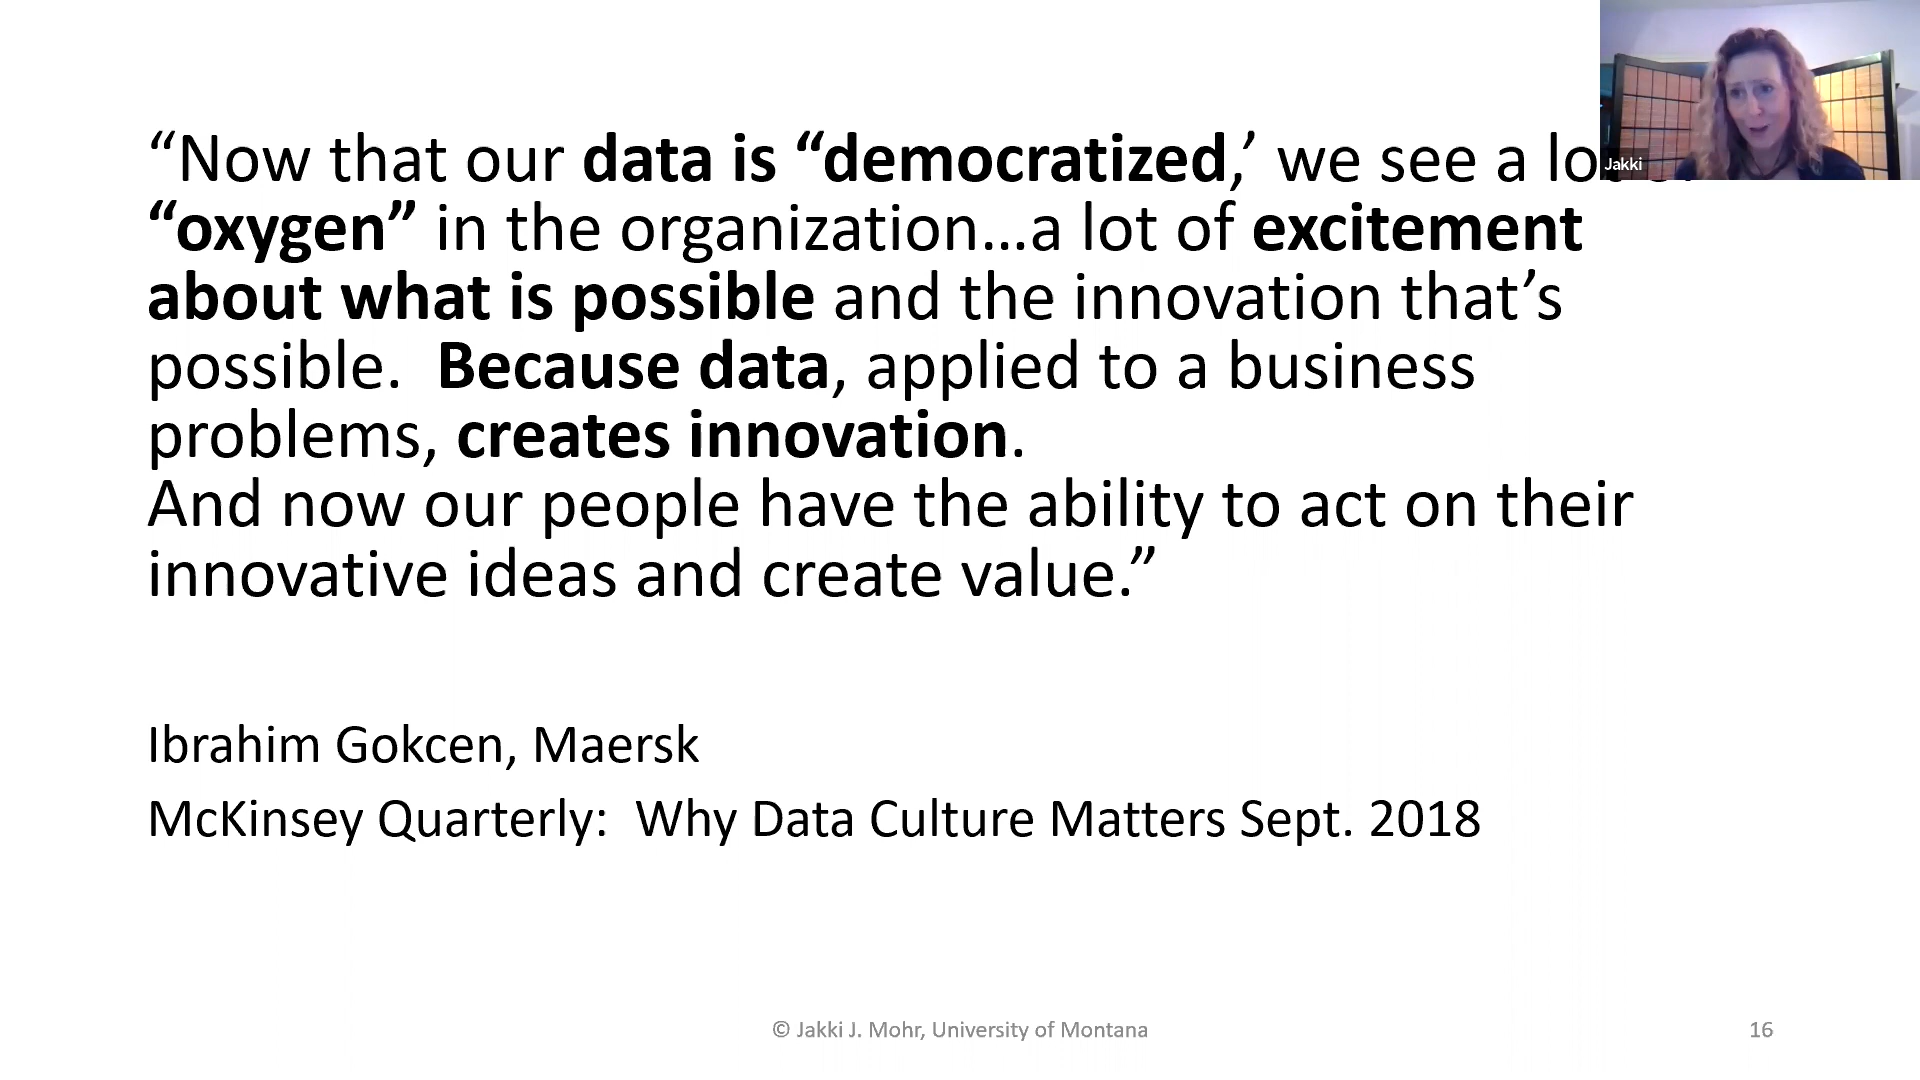 “Now that our data is “democratized,’ we see a lo
“oxygen” in the organization…a lot of excitement
about what is possible and the innovation that’s
possible.  Because data, applied to a business
problems, creates innovation.
And now our people have the ability to act on their
innovative ideas and create value.”
Jakki
Ibrahim Gokcen, Maersk
McKinsey Quarterly:  Why Data Culture Matters Sept. 2018
© Jakki J. Mohr, University of Montana
16